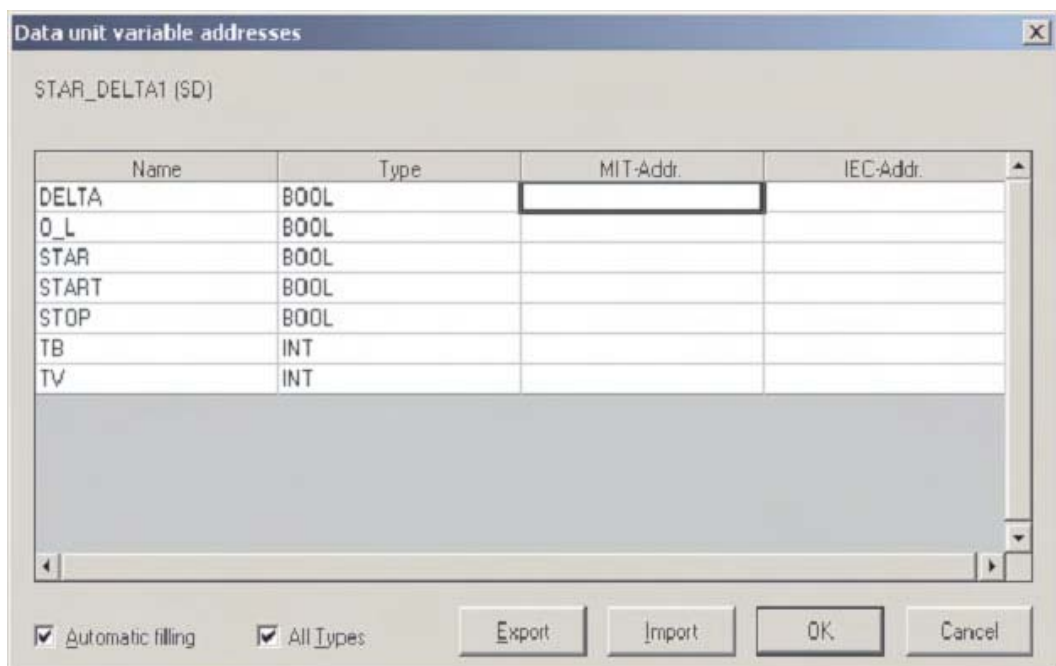 Data unit variable addresses
STAR_DELTA1 (SD)
Name Type MIT-Addr. IEC-Addr.
DELTA BOOL
O_L BOOL
STAR BOOL
START BOOL
STOP BOOL
TB INT
TV INT
Automatic filling All Types Export Import OK Cancel